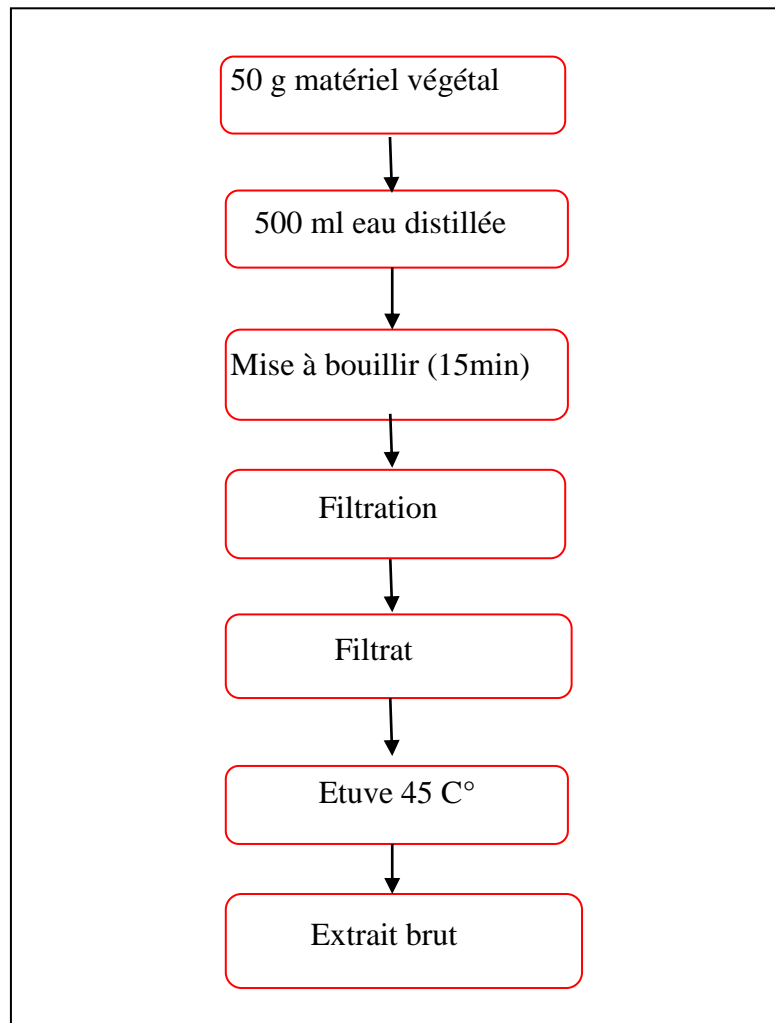 50 g matériel végétal
500 ml eau distillée
Mise à bouillir (15min)
Filtration
Filtrat
Etuve 45 C°
Extrait brut